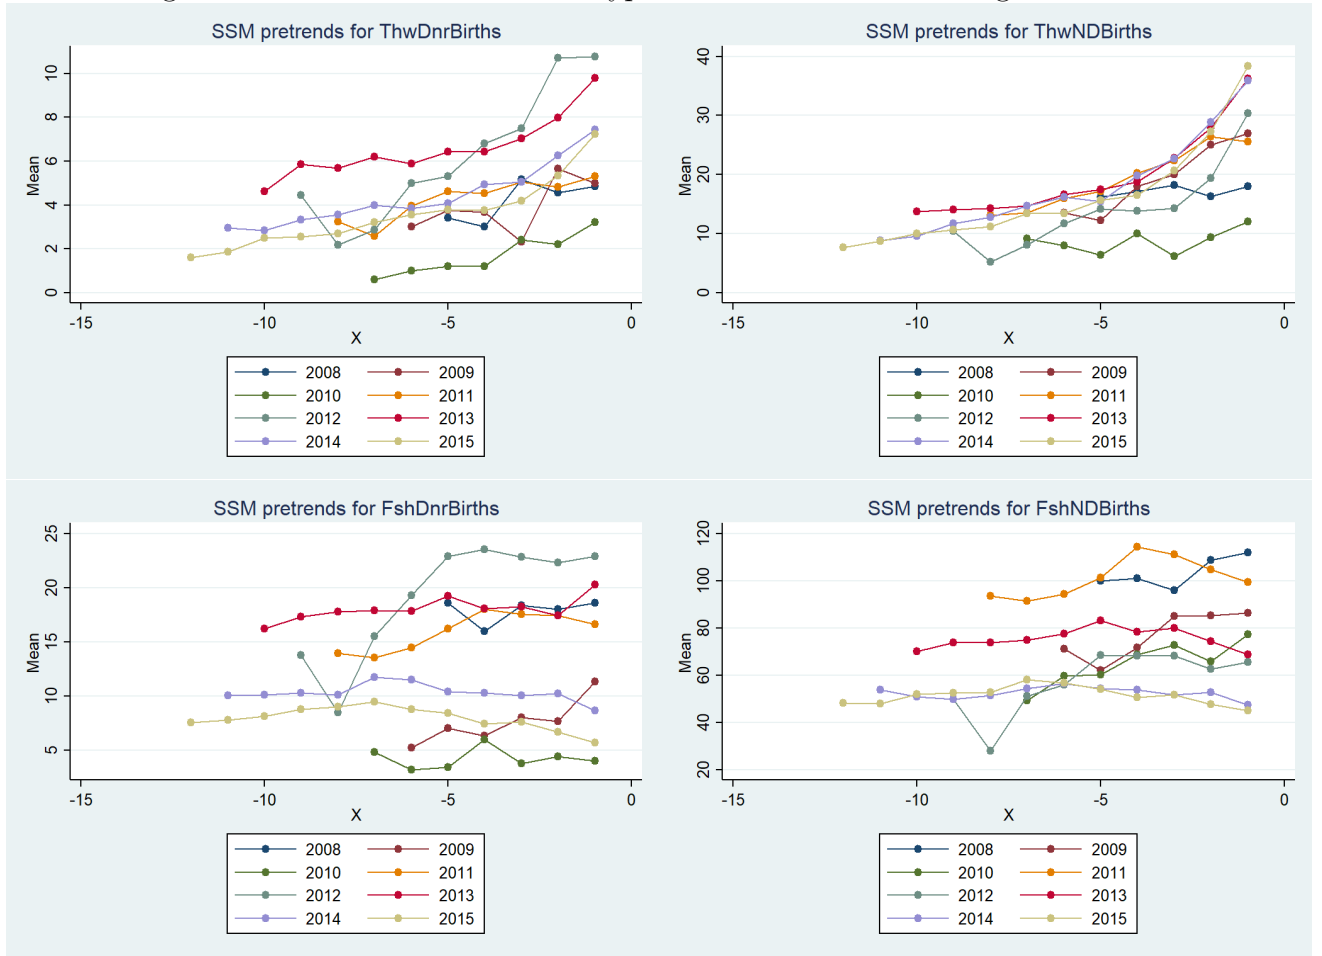 SSM pretrends for ThwDnrBirths
Mean
0 2 4 6 8 10
-15 -10 -5 0
X
2008 2009
2010 2011
2012 2013
2014 2015
SSM pretrends for ThwNDBirths
Mean
0 10 20 30 40
-15 -10 -5 0
X
2008 2009
2010 2011
2012 2013
2014 2015
SSM pretrends for FshDnrBirths
Mean
5 10 15 20 25
-15 -10 -5 0
X
2008 2009
2010 2011
2012 2013
2014 2015
SSM pretrends for FshNDBirths
Mean
20 40 60 80 100 120
-15 -10 -5 0
X
2008 2009
2010 2011
2012 2013
2014 2015